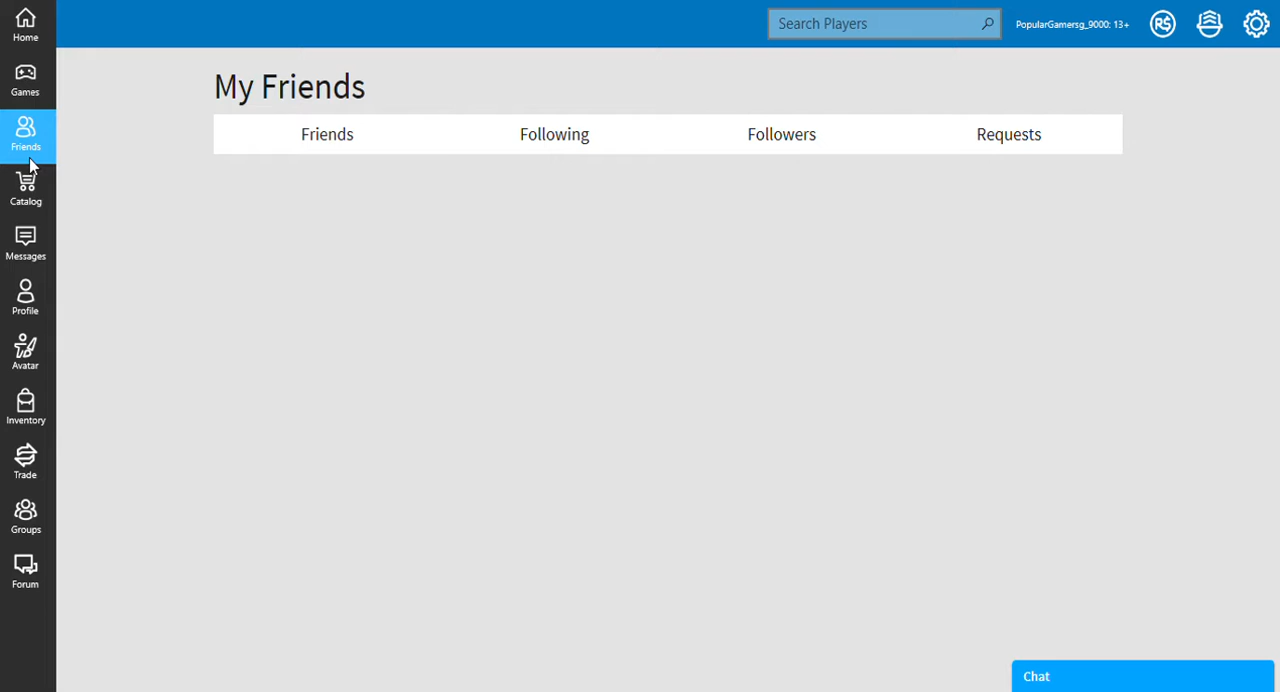 Home
Games
Friends
Catalog
Messages
Profile
Avatar
Inventory
Trade
Groups
Forum
Search Players
PopularGamersg_9000: 13+
R$
My Friends
Friends Following Followers Requests
Chat